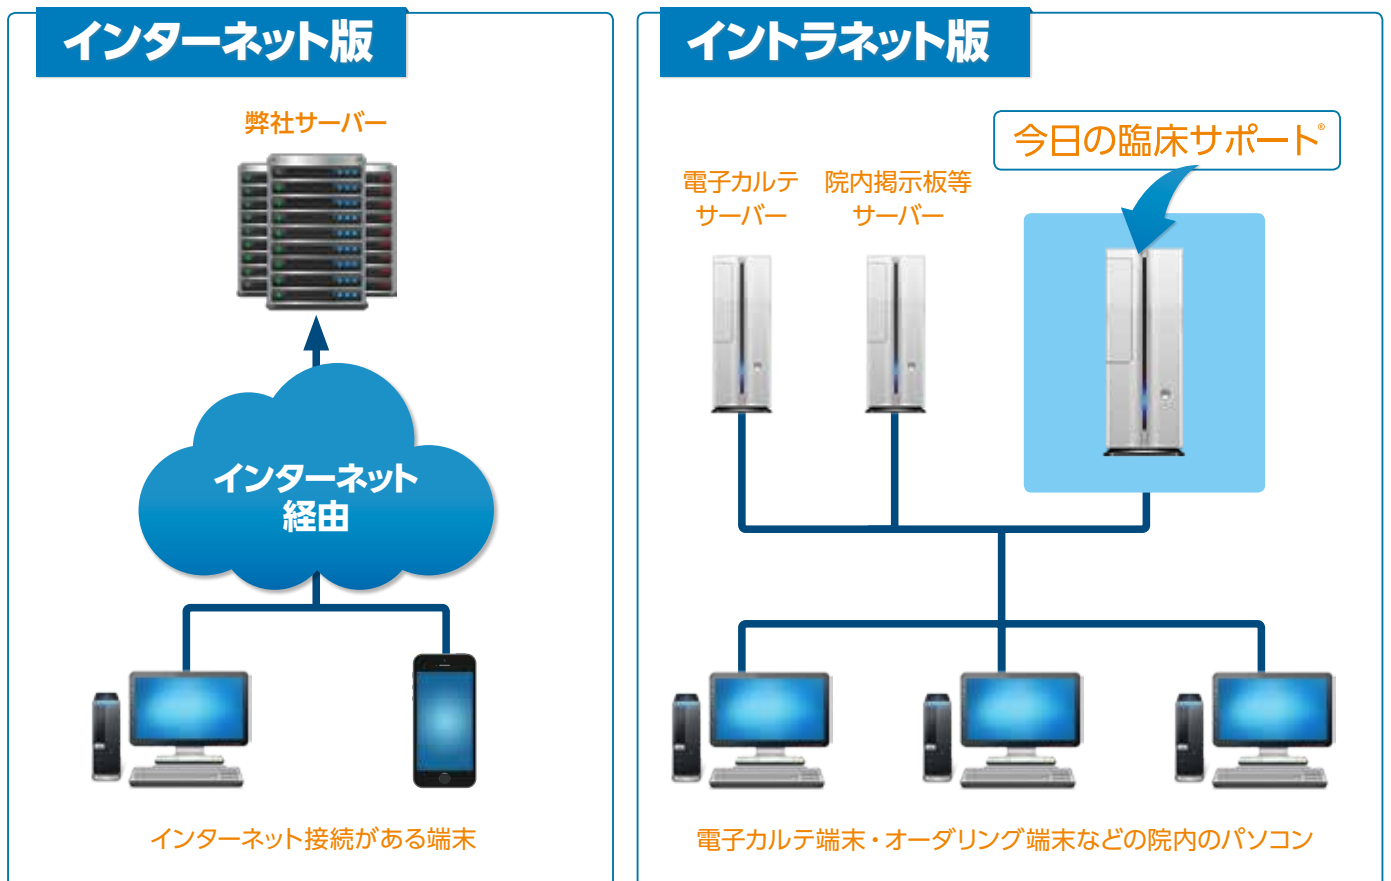 インターネット版
弊社サーバー
インターネット
経由
インターネット接続がある端末
イントラネット版
今日の臨床サポート®
電子カルテ
サーバー
院内掲示板等
サーバー
電子カルテ端末・オーダリング端末などの院内のパソコン